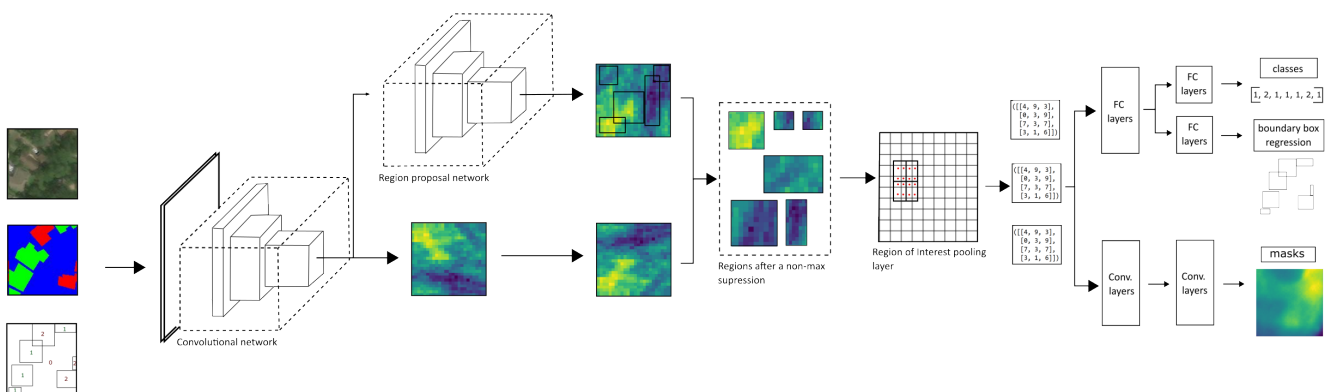 1
2
1
0
2
1
2
1
Convolutional network
Region proposal network
Regions after a non-max
supression
Region of Interest pooling
layer
([[4, 9, 3],
[0, 3, 9],
[7, 3, 7],
[3, 1, 6]])
([[4, 9, 3],
[0, 3, 9],
[7, 3, 7],
[3, 1, 6]])
([[4, 9, 3],
[0, 3, 9],
[7, 3, 7],
[3, 1, 6]])
FC
layers
FC
layers
FC
layers
classes
[1, 2, 1, 1, 1, 2, 1]
boundary box
regression
Conv.
layers
Conv.
layers
masks